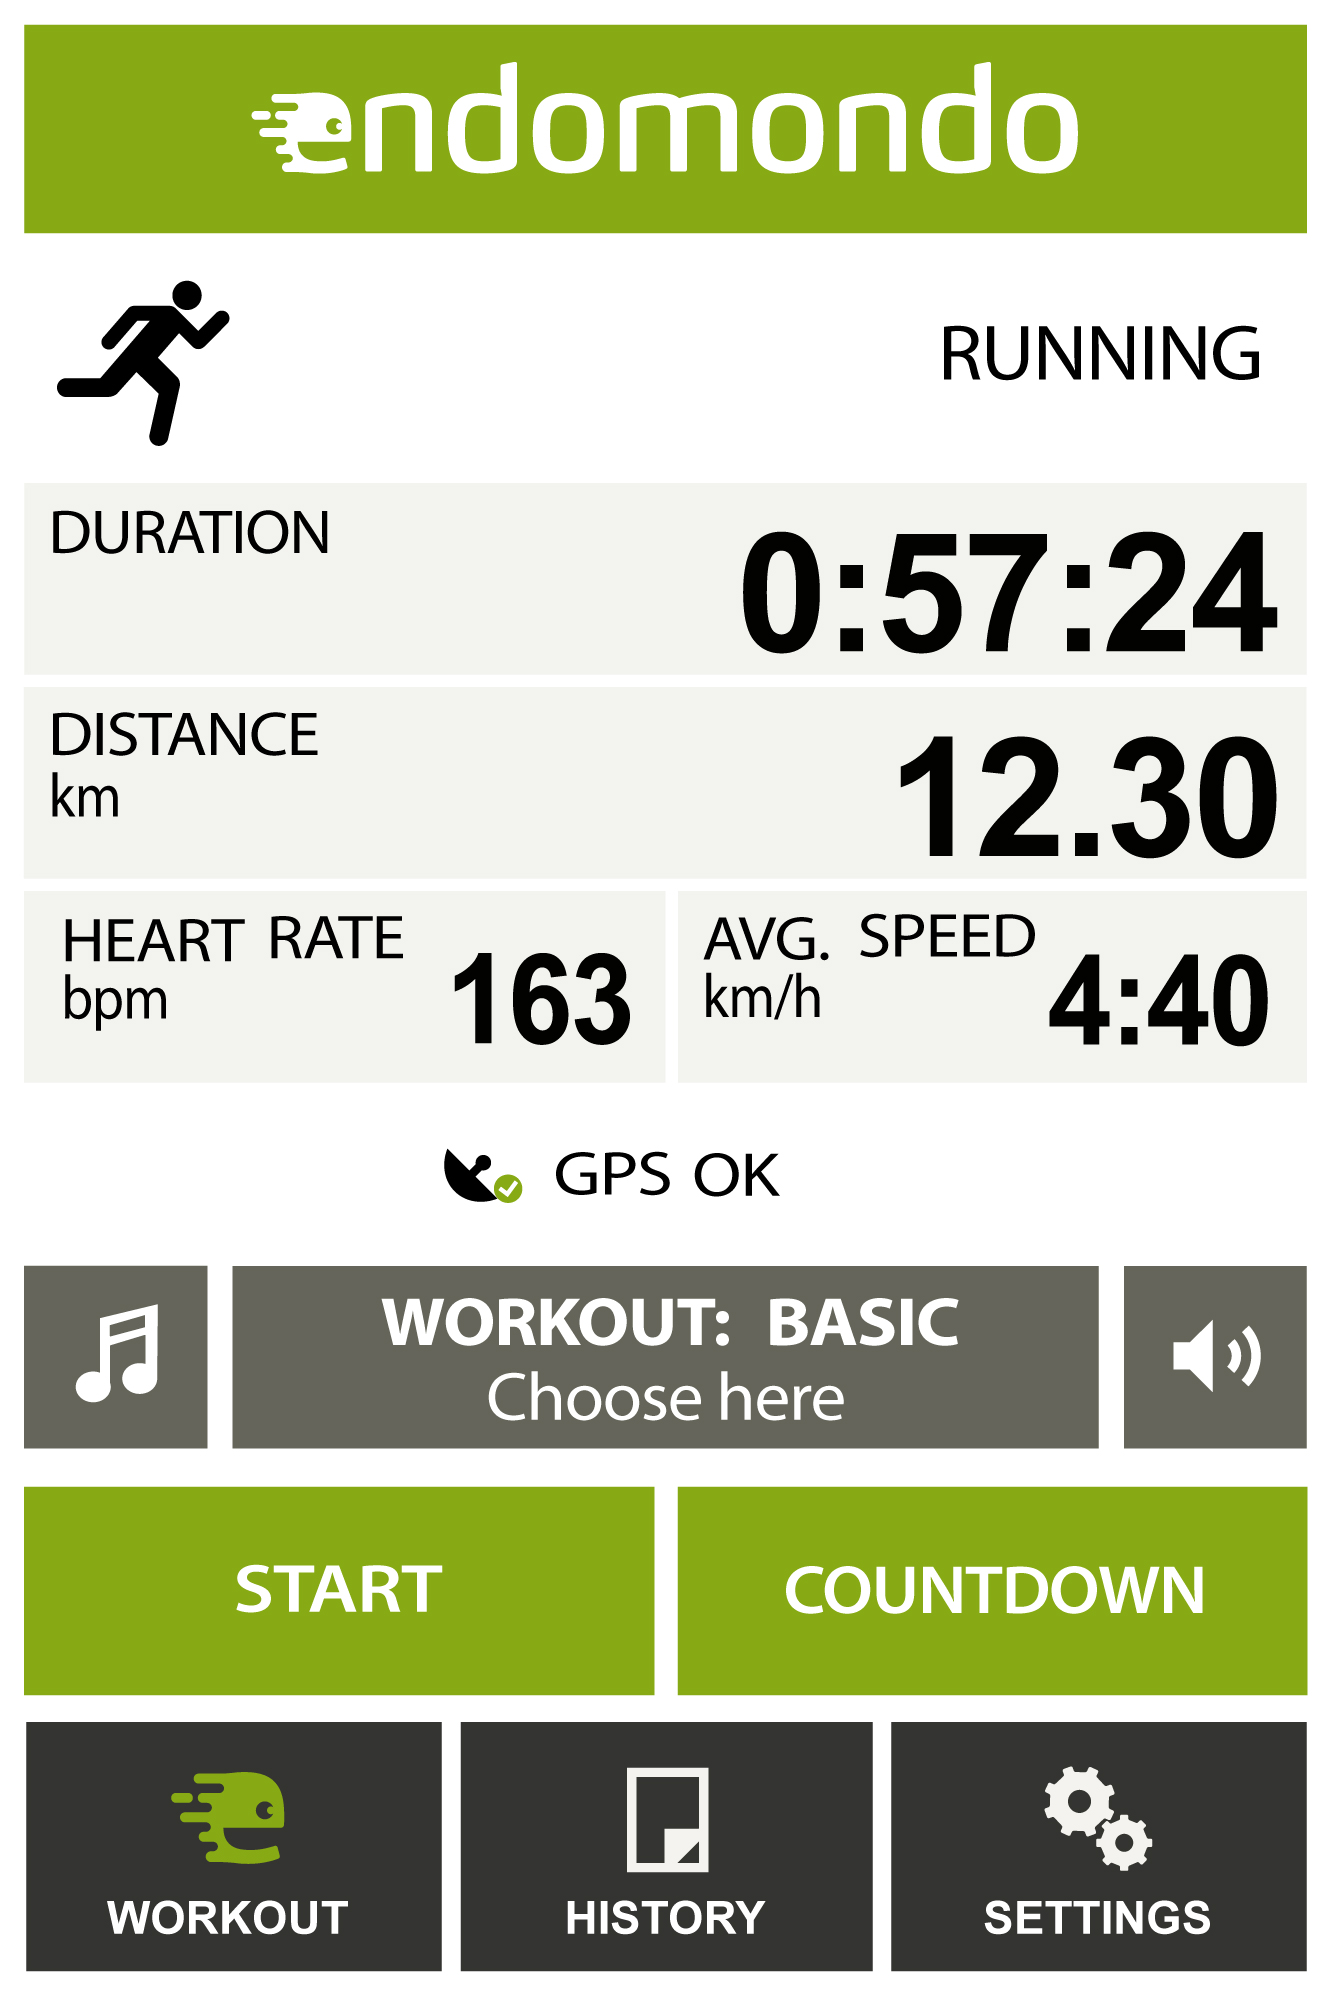 endomondo
RUNNING
DURATION
0:57:24
DISTANCE
km
12.30
HEART RATE
bpm
163
AVG. SPEED
km/h
4:40
GPS OK
WORKOUT: BASIC
Choose here
START
COUNTDOWN
WORKOUT
HISTORY
SETTINGS